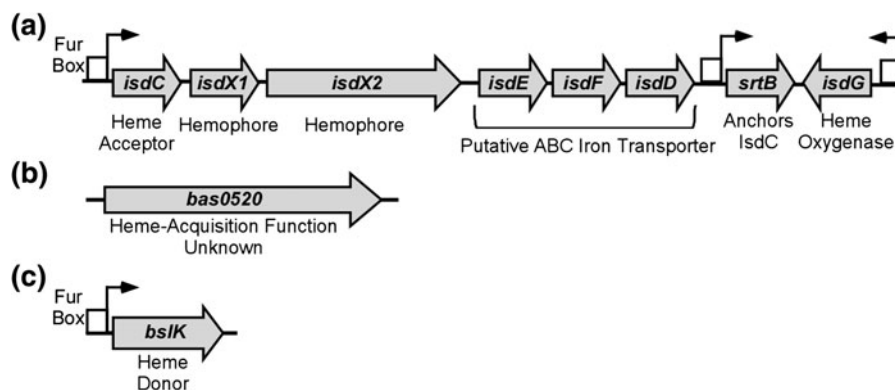 (a)
Fur
Box
isdC isdX1 isdX2 isdE isdF isdD srtB isdG
Heme
Acceptor
Hemophore
Hemophore
Putative ABC Iron Transporter
Anchors
IsdC
Heme
Oxygenase
(b)
bas0520
Heme-Acquisition Function
Unknown
(c)
Fur
Box
bslK
Heme
Donor